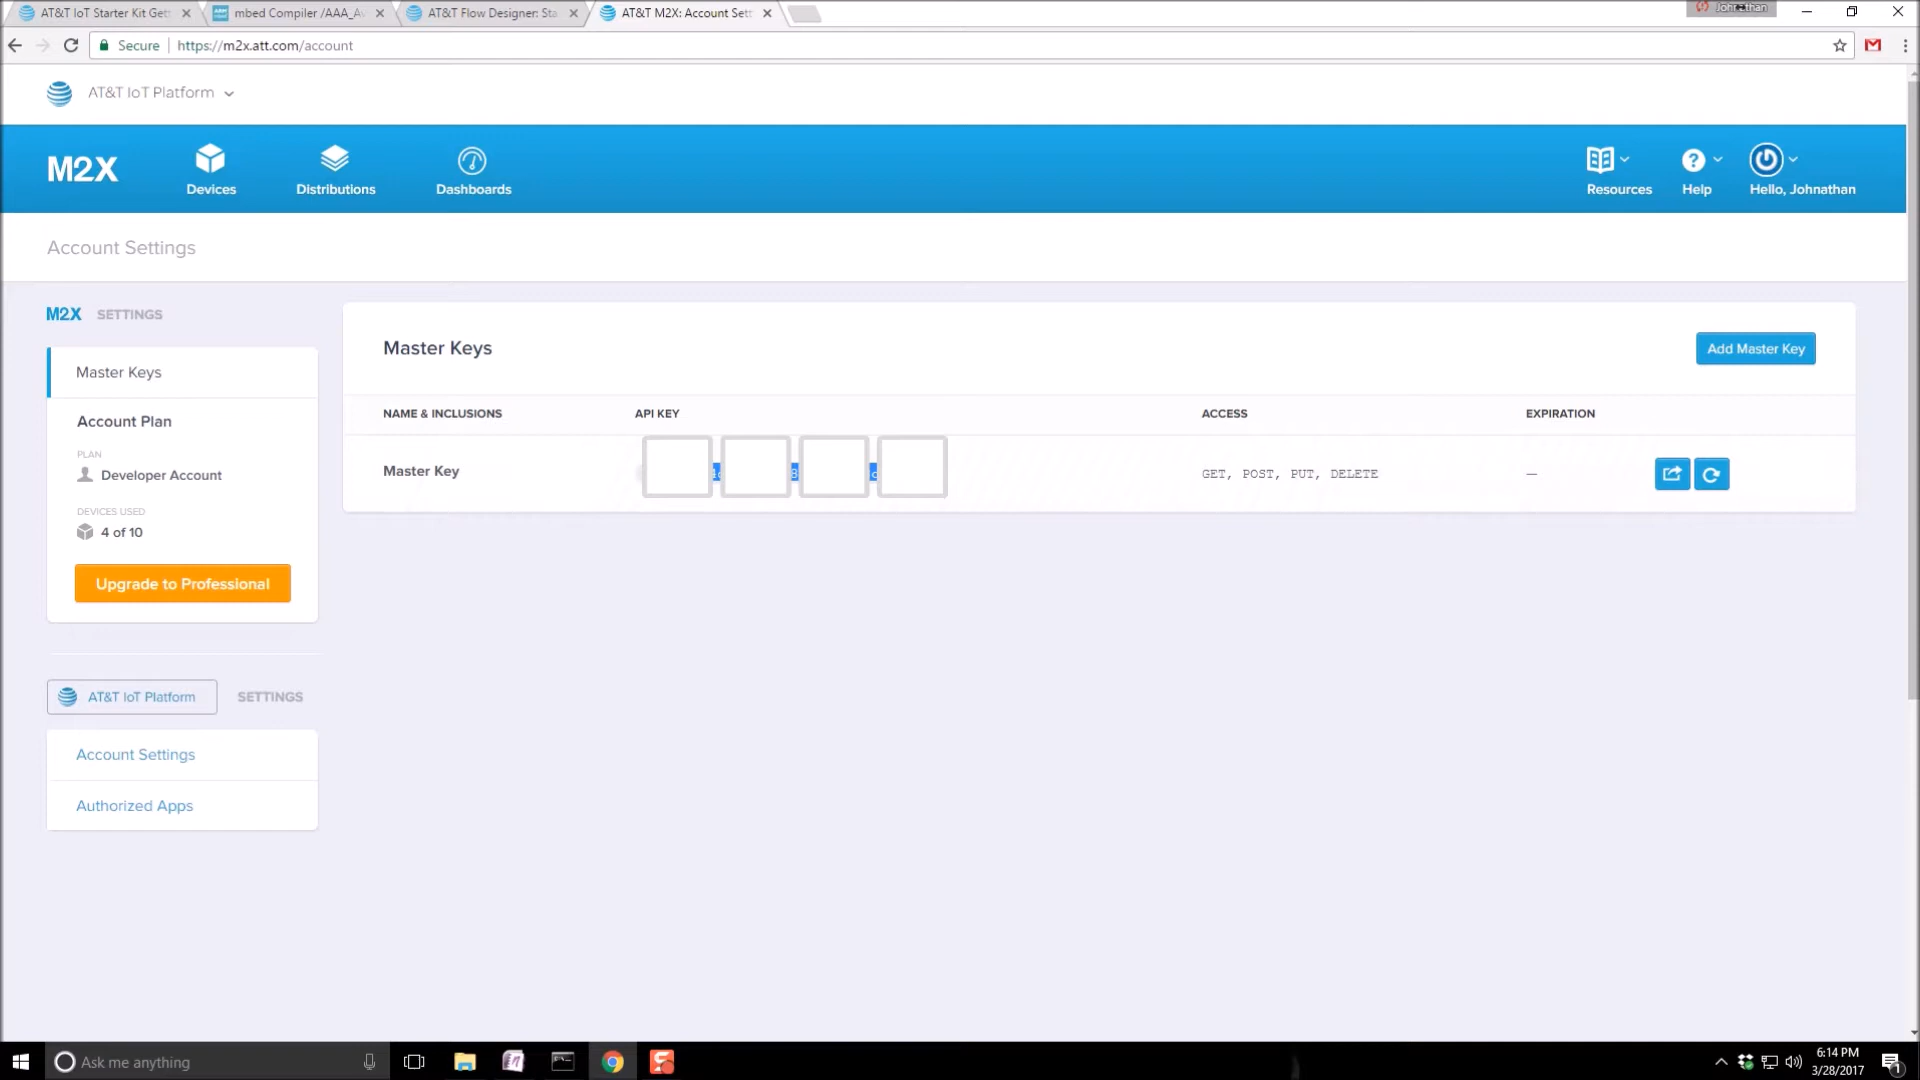 AT&T IoT Starter Kit Gett
mbed Compiler /AAA_A
AT&T Flow Designer: Sta
AT&T M2X: Account Sett
Johnathan
Secure
https://m2x.att.com/account
AT&T IoT Platform
M2X
Devices
Distributions
Dashboards
Resources
Help
Hello, Johnathan
Account Settings
M2X SETTINGS
Master Keys
Account Plan
PLAN
Developer Account
DEVICES USED
4 of 10
Upgrade to Professional
AT&T IoT Platform SETTINGS
Account Settings
Authorized Apps
Master Keys
Add Master Key
NAME & INCLUSIONS API KEY ACCESS EXPIRATION
Master Key GET, POST, PUT, DELETE —
Ask me anything
6:14 PM
3/28/2017
1